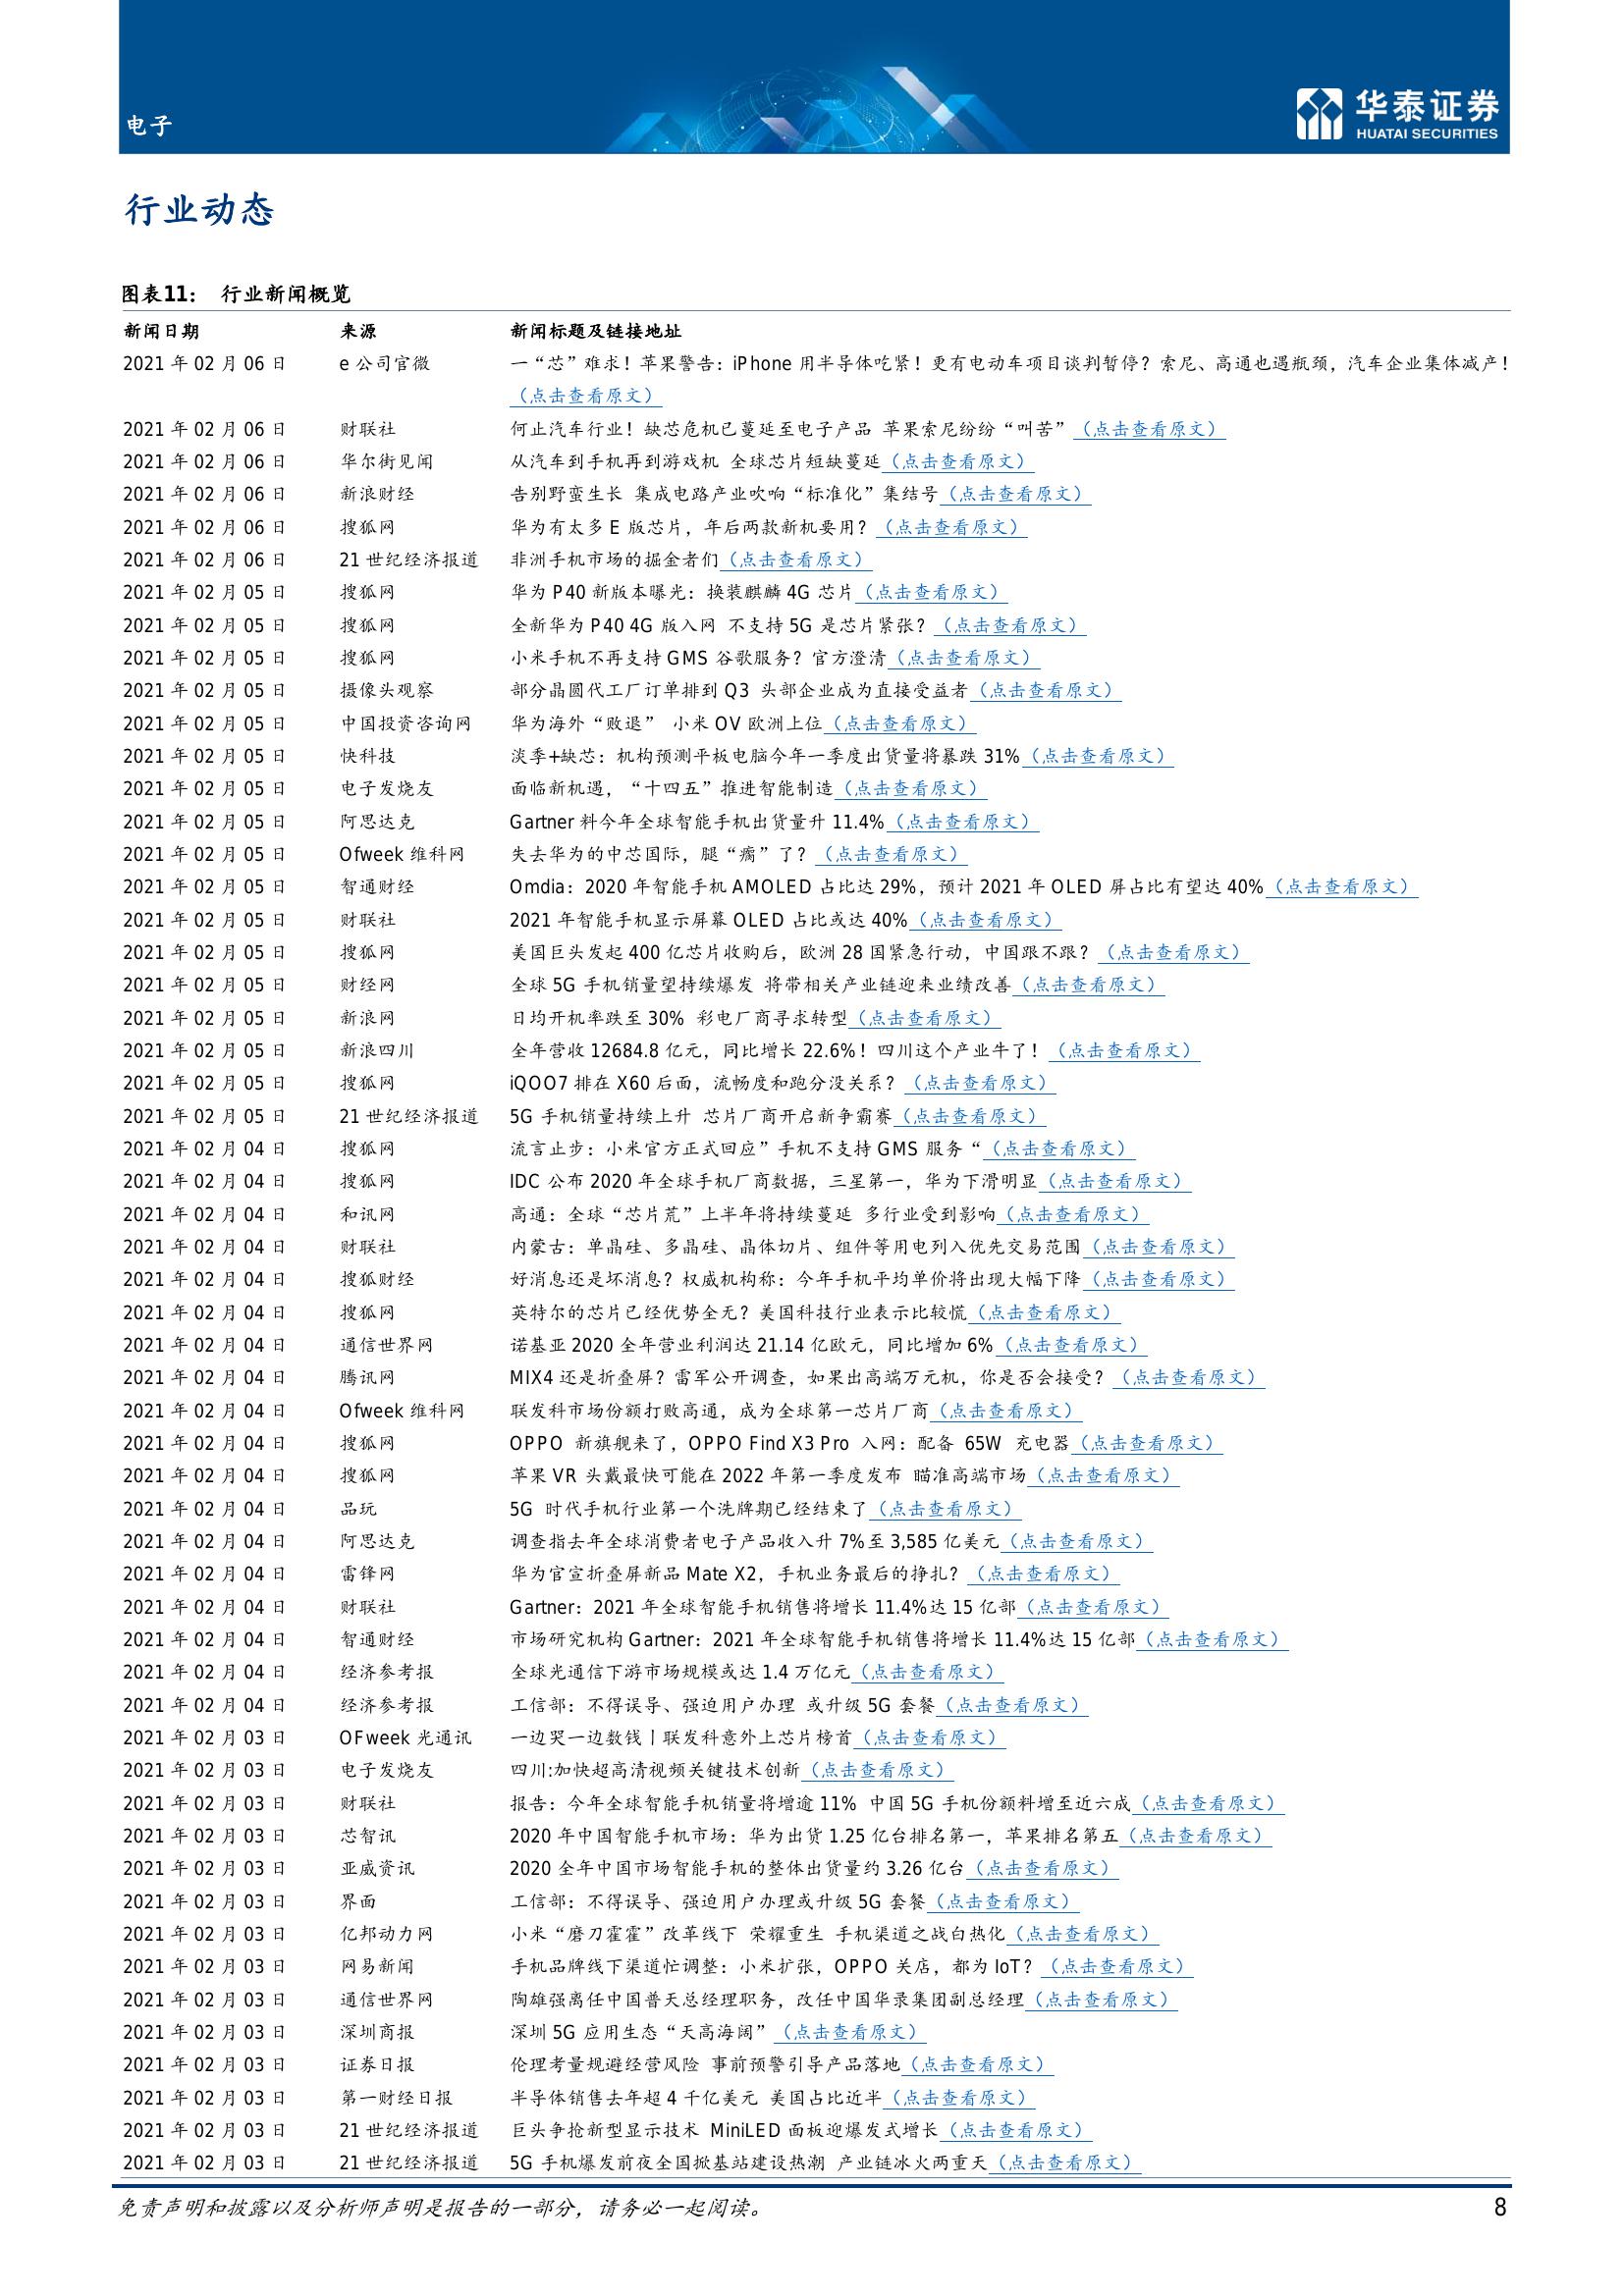 电子
华泰证券
HUATAI SECURITIES
行业动态
图表11： 行业新闻概览
新闻日期 来源 新闻标题及链接地址
2021 年 02 月 06 日 e 公司官微 一“芯”难求！苹果警告：iPhone 用半导体吃紧！更有电动车项目谈判暂停？索尼、高通也遇瓶颈，汽车企业集体减产！
（点击查看原文）
2021 年 02 月 06 日 财联社 何止汽车行业！缺芯危机已蔓延至电子产品 苹果索尼纷纷“叫苦”（点击查看原文）
2021 年 02 月 06 日 华尔街见闻 从汽车到手机再到游戏机 全球芯片短缺蔓延（点击查看原文）
2021 年 02 月 06 日 新浪财经 告别野蛮生长 集成电路产业吹响“标准化”集结号（点击查看原文）
2021 年 02 月 06 日 搜狐网 华为有太多 E 版芯片，年后两款新机要用？（点击查看原文）
2021 年 02 月 06 日 21 世纪经济报道 非洲手机市场的掘金者们（点击查看原文）
2021 年 02 月 05 日 搜狐网 华为 P40 新版本曝光：换装麒麟 4G 芯片（点击查看原文）
2021 年 02 月 05 日 搜狐网 全新华为 P40 4G 版入网 不支持 5G 是芯片紧张？（点击查看原文）
2021 年 02 月 05 日 搜狐网 小米手机不再支持 GMS 谷歌服务？官方澄清（点击查看原文）
2021 年 02 月 05 日 摄像头观察 部分晶圆代工厂订单排到 Q3 头部企业成为直接受益者（点击查看原文）
2021 年 02 月 05 日 中国投资咨询网 华为海外“败退” 小米 OV 欧洲上位（点击查看原文）
2021 年 02 月 05 日 快科技 淡季+缺芯：机构预测平板电脑今年一季度出货量将暴跌 31%（点击查看原文）
2021 年 02 月 05 日 电子发烧友 面临新机遇，“十四五”推进智能制造（点击查看原文）
2021 年 02 月 05 日 阿思达克 Gartner 料今年全球智能手机出货量升 11.4%（点击查看原文）
2021 年 02 月 05 日 Ofweek 维科网 失去华为的中芯国际，腿“瘸”了？（点击查看原文）
2021 年 02 月 05 日 智通财经 Omdia：2020 年智能手机 AMOLED 占比达 29%，预计 2021 年 OLED 屏占比有望达 40%（点击查看原文）
2021 年 02 月 05 日 财联社 2021 年智能手机显示屏幕 OLED 占比或达 40%（点击查看原文）
2021 年 02 月 05 日 搜狐网 美国巨头发起 400 亿芯片收购后，欧洲 28 国紧急行动，中国跟不跟？（点击查看原文）
2021 年 02 月 05 日 财经网 全球 5G 手机销量望持续爆发 将带相关产业链迎来业绩改善（点击查看原文）
2021 年 02 月 05 日 新浪网 日均开机率跌至 30% 彩电厂商寻求转型（点击查看原文）
2021 年 02 月 05 日 新浪四川 全年营收 12684.8 亿元，同比增长 22.6%！四川这个产业牛了！（点击查看原文）
2021 年 02 月 05 日 搜狐网 iQOO7 排在 X60 后面，流畅度和跑分没关系？（点击查看原文）
2021 年 02 月 05 日 21 世纪经济报道 5G 手机销量持续上升 芯片厂商开启新争霸赛（点击查看原文）
2021 年 02 月 04 日 搜狐网 流言止步：小米官方正式回应”手机不支持 GMS 服务“（点击查看原文）
2021 年 02 月 04 日 搜狐网 IDC 公布 2020 年全球手机厂商数据，三星第一，华为下滑明显（点击查看原文）
2021 年 02 月 04 日 和讯网 高通：全球“芯片荒”上半年将持续蔓延 多行业受到影响（点击查看原文）
2021 年 02 月 04 日 财联社 内蒙古：单晶硅、多晶硅、晶体切片、组件等用电列入优先交易范围（点击查看原文）
2021 年 02 月 04 日 搜狐财经 好消息还是坏消息？权威机构称：今年手机平均单价将出现大幅下降（点击查看原文）
2021 年 02 月 04 日 搜狐网 英特尔的芯片已经优势全无？美国科技行业表示比较慌（点击查看原文）
2021 年 02 月 04 日 通信世界网 诺基亚 2020 全年营业利润达 21.14 亿欧元，同比增加 6%（点击查看原文）
2021 年 02 月 04 日 腾讯网 MIX4 还是折叠屏？雷军公开调查，如果出高端万元机，你是否会接受？（点击查看原文）
2021 年 02 月 04 日 Ofweek 维科网 联发科市场份额打败高通，成为全球第一芯片厂商（点击查看原文）
2021 年 02 月 04 日 搜狐网 OPPO 新旗舰来了，OPPO Find X3 Pro 入网：配备 65W 充电器（点击查看原文）
2021 年 02 月 04 日 搜狐网 苹果 VR 头戴最快可能在 2022 年第一季度发布 瞄准高端市场（点击查看原文）
2021 年 02 月 04 日 品玩 5G 时代手机行业第一个洗牌期已经结束了（点击查看原文）
2021 年 02 月 04 日 阿思达克 调查指去年全球消费者电子产品收入升 7%至 3,585 亿美元（点击查看原文）
2021 年 02 月 04 日 雷锋网 华为官宣折叠屏新品 Mate X2，手机业务最后的挣扎？（点击查看原文）
2021 年 02 月 04 日 财联社 Gartner：2021 年全球智能手机销售将增长 11.4%达 15 亿部（点击查看原文）
2021 年 02 月 04 日 智通财经 市场研究机构 Gartner：2021 年全球智能手机销售将增长 11.4%达 15 亿部（点击查看原文）
2021 年 02 月 04 日 经济参考报 全球光通信下游市场规模或达 1.4 万亿元（点击查看原文）
2021 年 02 月 04 日 经济参考报 工信部：不得误导、强迫用户办理 或升级 5G 套餐（点击查看原文）
2021 年 02 月 03 日 OFweek 光通讯 一边哭一边数钱丨联发科意外上芯片榜首（点击查看原文）
2021 年 02 月 03 日 电子发烧友 四川:加快超高清视频关键技术创新（点击查看原文）
2021 年 02 月 03 日 财联社 报告：今年全球智能手机销量将增逾 11% 中国 5G 手机份额料增至近六成（点击查看原文）
2021 年 02 月 03 日 芯智讯 2020 年中国智能手机市场：华为出货 1.25 亿台排名第一，苹果排名第五（点击查看原文）
2021 年 02 月 03 日 亚威资讯 2020 全年中国市场智能手机的整体出货量约 3.26 亿台（点击查看原文）
2021 年 02 月 03 日 界面 工信部：不得误导、强迫用户办理或升级 5G 套餐（点击查看原文）
2021 年 02 月 03 日 亿邦动力网 小米“磨刀霍霍”改革线下 荣耀重生 手机渠道之战白热化（点击查看原文）
2021 年 02 月 03 日 网易新闻 手机品牌线下渠道忙调整：小米扩张，OPPO 关店，都为 IoT？（点击查看原文）
2021 年 02 月 03 日 通信世界网 陶雄强离任中国普天总经理职务，改任中国华录集团副总经理（点击查看原文）
2021 年 02 月 03 日 深圳商报 深圳 5G 应用生态“天高海阔”（点击查看原文）
2021 年 02 月 03 日 证券日报 伦理考量规避经营风险 事前预警引导产品落地（点击查看原文）
2021 年 02 月 03 日 第一财经日报 半导体销售去年超 4 千亿美元 美国占比近半（点击查看原文）
2021 年 02 月 03 日 21 世纪经济报道 巨头争抢新型显示技术 MiniLED 面板迎爆发式增长（点击查看原文）
2021 年 02 月 03 日 21 世纪经济报道 5G 手机爆发前夜全国掀基站建设热潮 产业链冰火两重天（点击查看原文）
免责声明和披露以及分析师声明是报告的一部分，请务必一起阅读。 8